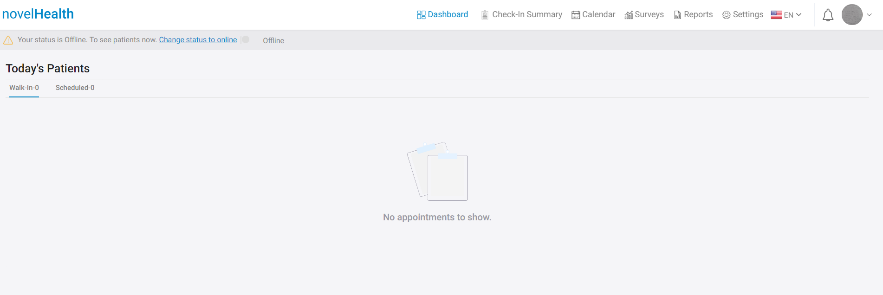 novelHealth Dashboard Check-In Summary Calendar Surveys Reports Settings EN
Your status is Offline. To see patients now. Change status to online Offline
Today's Patients
Walk-in-0 Scheduled-0
No appointments to show.